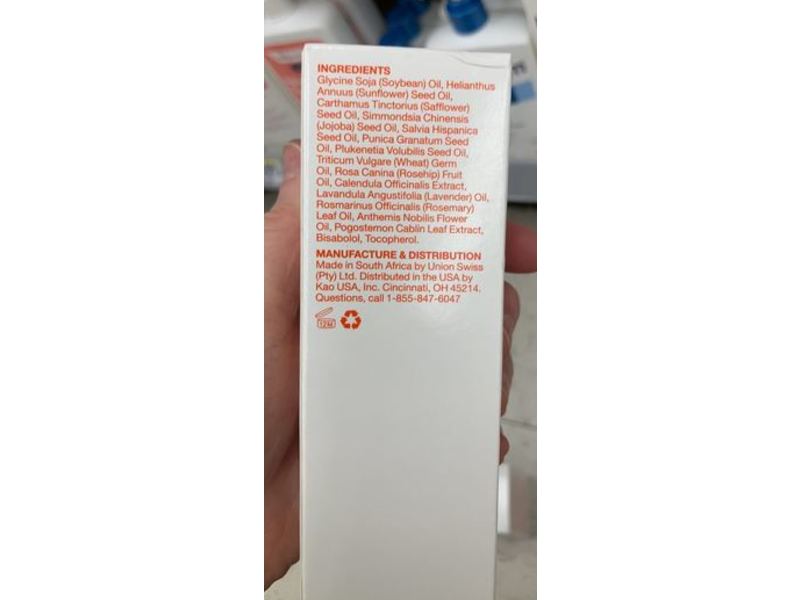 INGREDIENTS
Glycine Soja (Soybean) Oil, Helianthus
Annuus (Sunflower) Seed Oil,
Carthamus Tinctorius (Safflower)
Seed Oil, Simmondsia Chinensis
(Jojoba) Seed Oil, Salvia Hispanica
Seed Oil, Punica Granatum Seed
Oil, Plukenetia Volubilis Seed Oil,
Triticum Vulgare (Wheat) Germ
Oil, Rosa Canina (Rosehip) Fruit
Oil, Calendula Officinalis Extract,
Lavandula Angustifolia (Lavender) Oil,
Rosmarinus Officinalis (Rosemary)
Leaf Oil, Anthemis Nobilis Flower
Oil, Pogostemon Cablin Leaf Extract,
Bisabolol, Tocopherol.
MANUFACTURE & DISTRIBUTION
Made in South Africa by Union Swiss
(Pty) Ltd. Distributed in the USA by
Kao USA, Inc. Cincinnati, OH 45214.
Questions, call 1-855-847-6047
12M